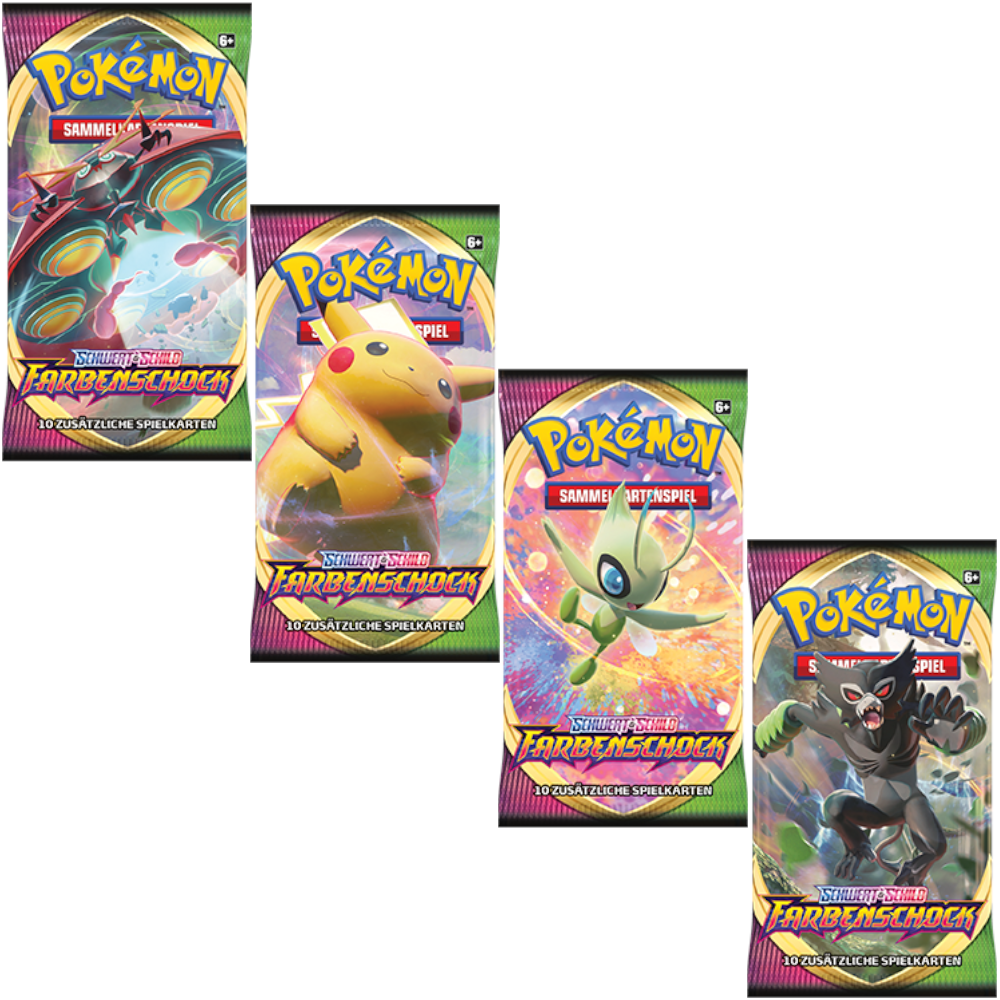 6+
POKÉMON
SCHWERT & SCHILD
FARBENSCHOCK
10 ZUSÄTZLICHE SPIELKARTEN
6+
POKÉMON
SCHWERT & SCHILD
FARBENSCHOCK
10 ZUSÄTZLICHE SPIELKARTEN
6+
POKÉMON
SAMMELKARTENSPIEL
SCHWERT & SCHILD
FARBENSCHOCK
10 ZUSÄTZLICHE SPIELKARTEN
6+
POKÉMON
SCHWERT & SCHILD
FARBENSCHOCK
10 ZUSÄTZLICHE SPIELKARTEN